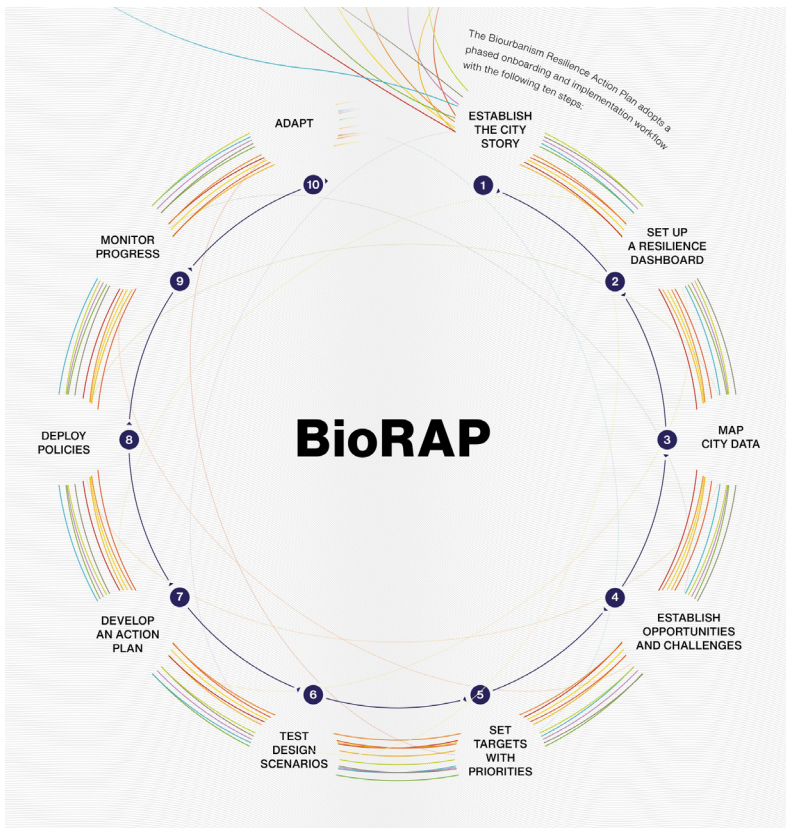 The Biourbanism Resilience Action Plan adopts a
phased onboarding and implementation workflow
with the following ten steps:
ESTABLISH
THE CITY
STORY
1
SET UP
A RESILIENCE
DASHBOARD
2
MAP
CITY DATA
3
ESTABLISH
OPPORTUNITIES
AND CHALLENGES
4
SET
TARGETS
WITH
PRIORITIES
5
TEST
DESIGN
SCENARIOS
6
DEVELOP
AN ACTION
PLAN
7
DEPLOY
POLICIES
8
MONITOR
PROGRESS
9
ADAPT
10
BioRAP